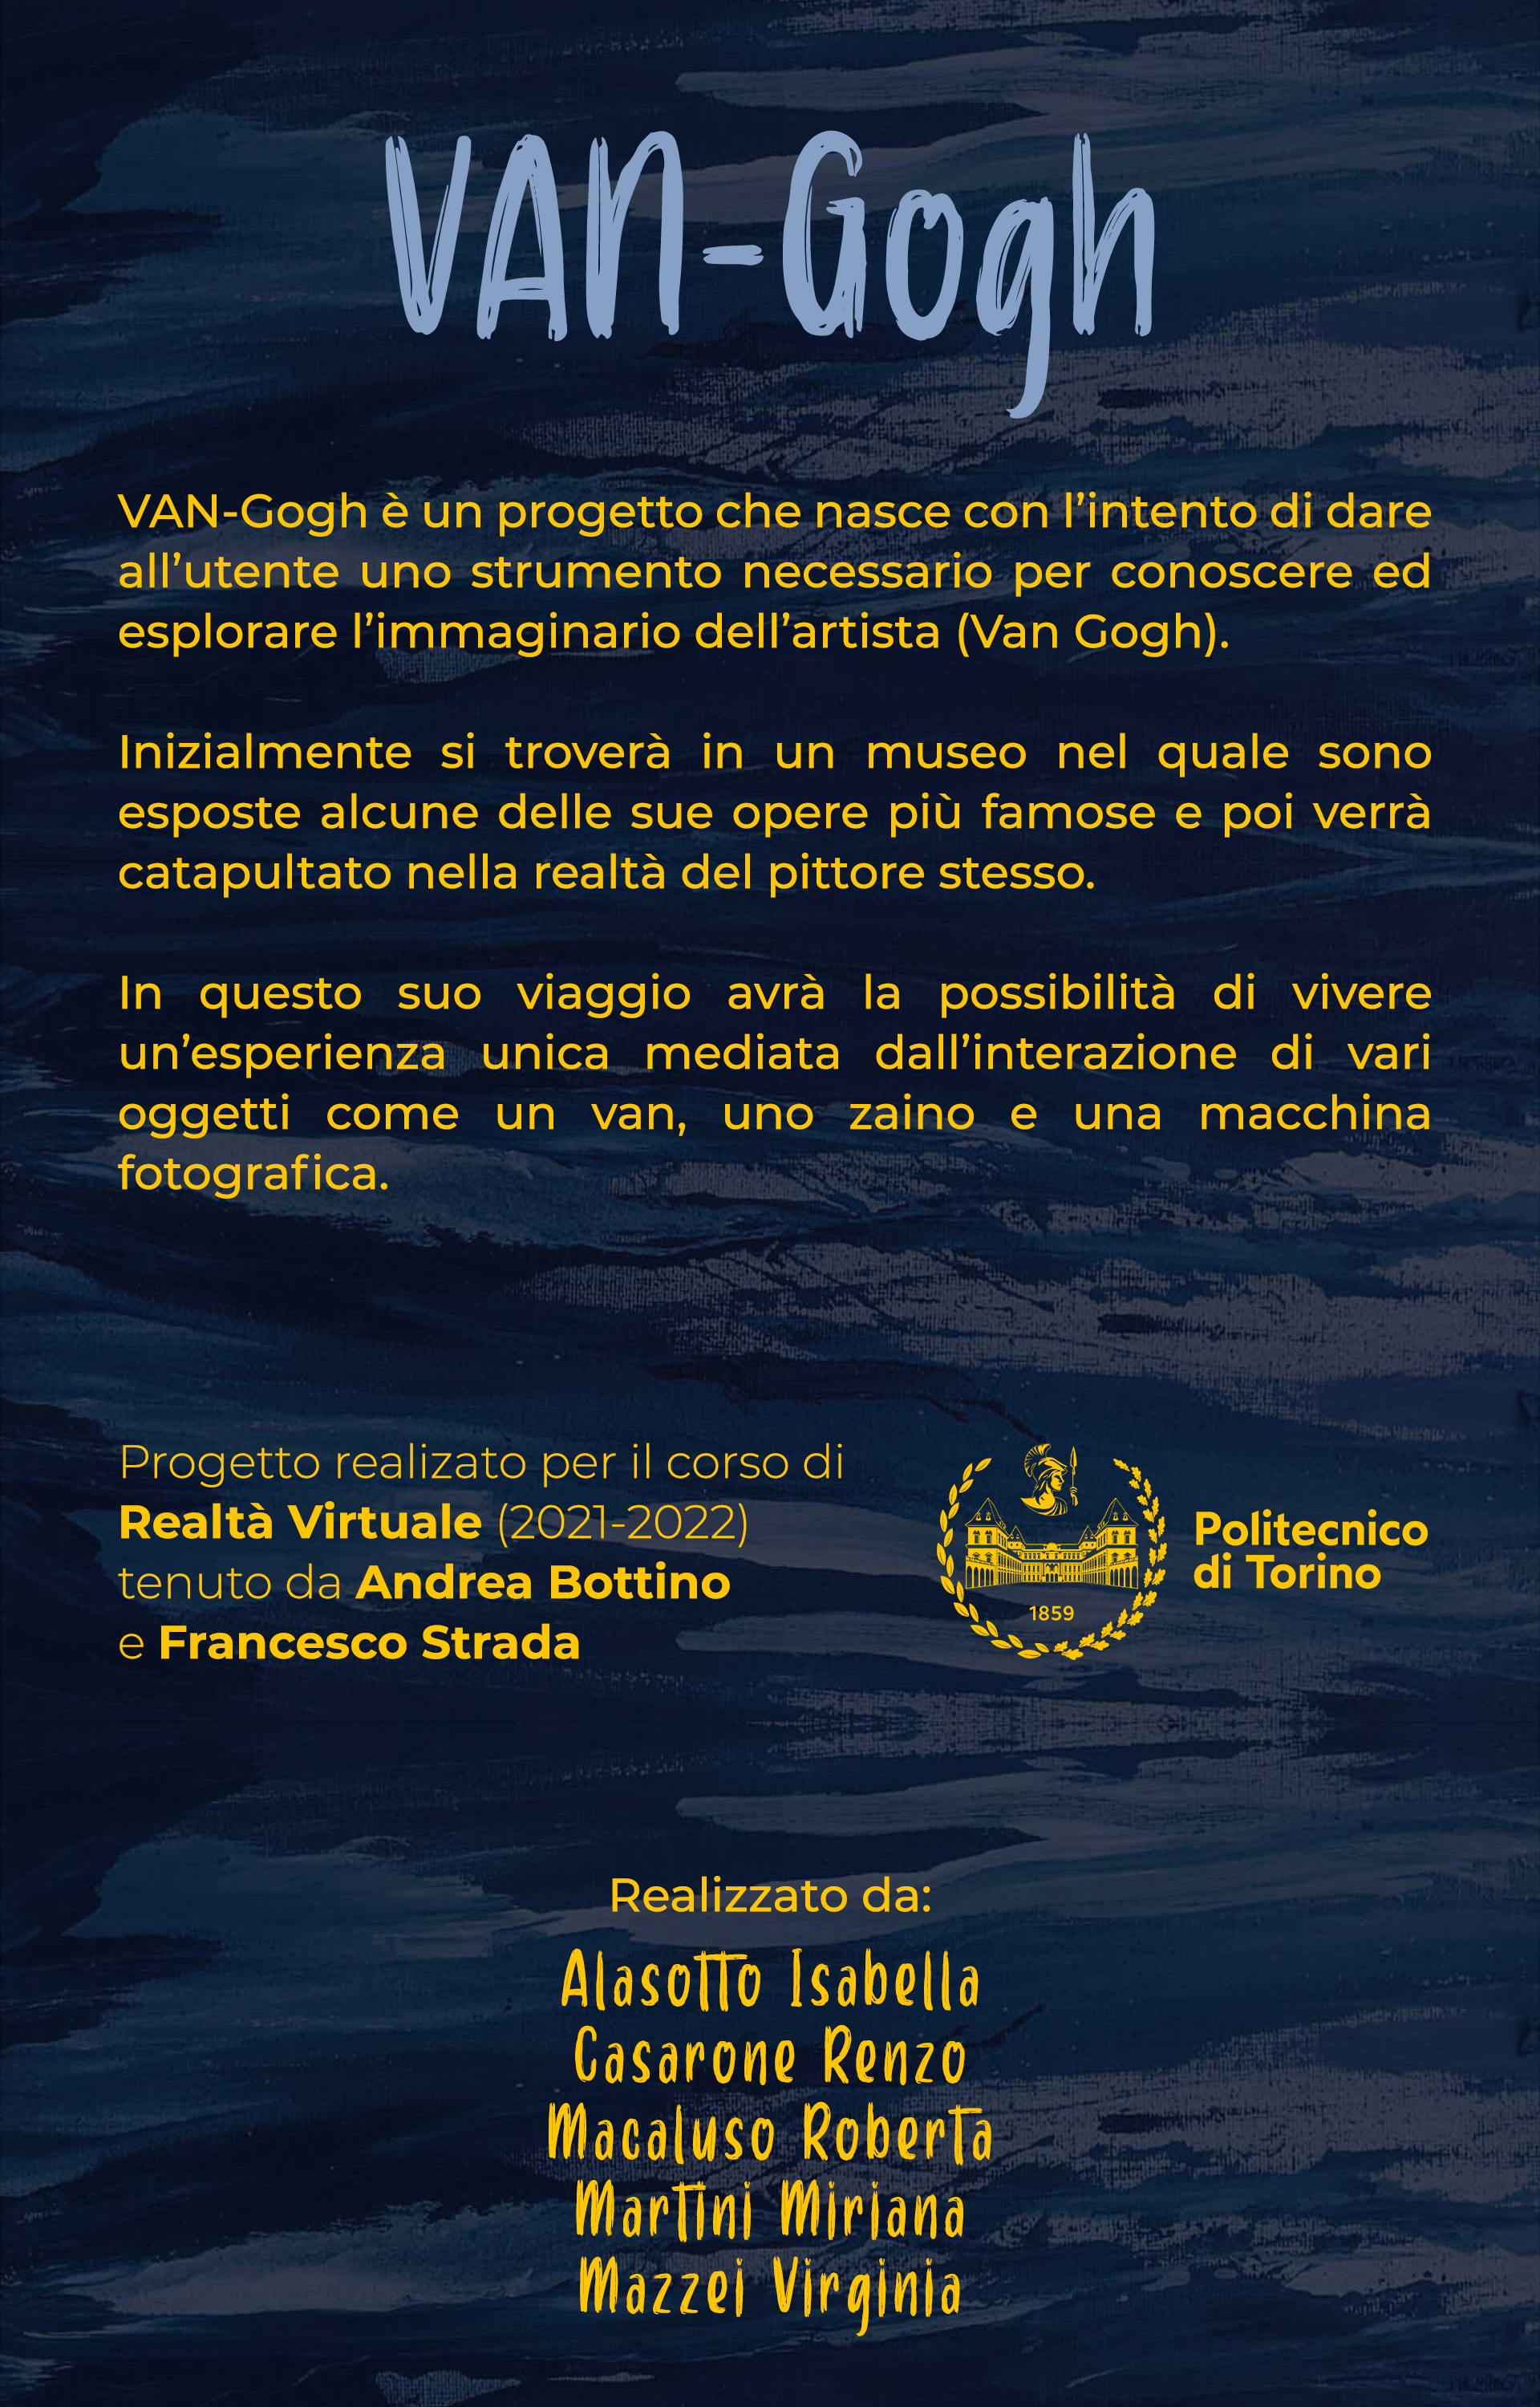 VAN-Gogh
VAN-Gogh è un progetto che nasce con l’intento di dare
all’utente uno strumento necessario per conoscere ed
esplorare l’immaginario dell’artista (Van Gogh).
Inizialmente si troverà in un museo nel quale sono
esposte alcune delle sue opere più famose e poi verrà
catapultato nella realtà del pittore stesso.
In questo suo viaggio avrà la possibilità di vivere
un’esperienza unica mediata dall’interazione di vari
oggetti come un van, uno zaino e una macchina
fotografica.
Progetto realizato per il corso di
Realtà Virtuale (2021-2022)
tenuto da Andrea Bottino
e Francesco Strada
1859
Politecnico
di Torino
Realizzato da:
Alasotto Isabella
Casarone Renzo
Macaluso Roberta
Martini Miriana
Mazzei Virginia